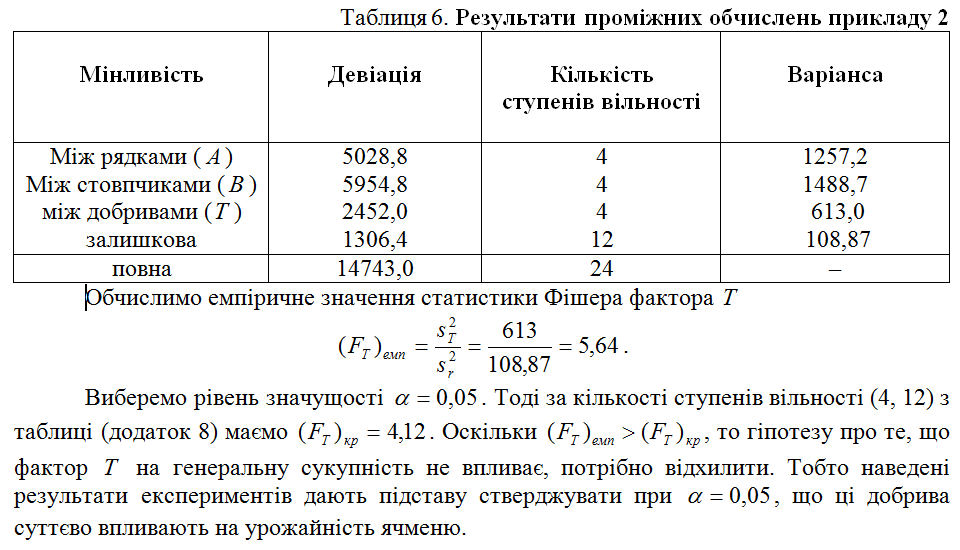 Таблиця 6. Результати проміжних обчислень прикладу 2
Мінливість Девіація Кількість ступенів вільності Варіанса
Між рядками ( A ) 5028,8 4 1257,2
Між стовпчиками ( B ) 5954,8 4 1488,7
між добривами ( T ) 2452,0 4 613,0
залишкова 1306,4 12 108,87
повна 14743,0 24 –
Обчислимо емпіричне значення статистики Фішера фактора T
(F_T)_емп = s_T^2 / s_r^2 = 613 / 108,87 = 5,64 .
Виберемо рівень значущості α = 0,05 . Тоді за кількості ступенів вільності (4, 12) з
таблиці (додаток 8) маємо (F_T)_кр = 4,12 . Оскільки (F_T)_емп > (F_T)_кр , то гіпотезу про те, що
фактор T на генеральну сукупність не впливає, потрібно відхилити. Тобто наведені
результати експериментів дають підставу стверджувати при α = 0,05 , що ці добрива
суттєво впливають на урожайність ячменю.